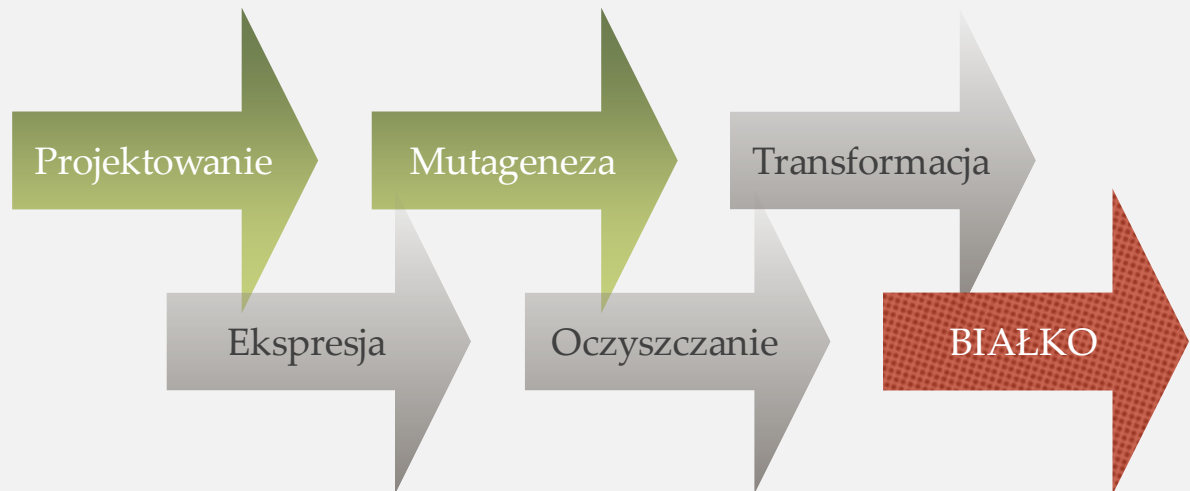 Projektowanie
Mutageneza
Transformacja
Ekspresja
Oczyszczanie
BIAŁKO